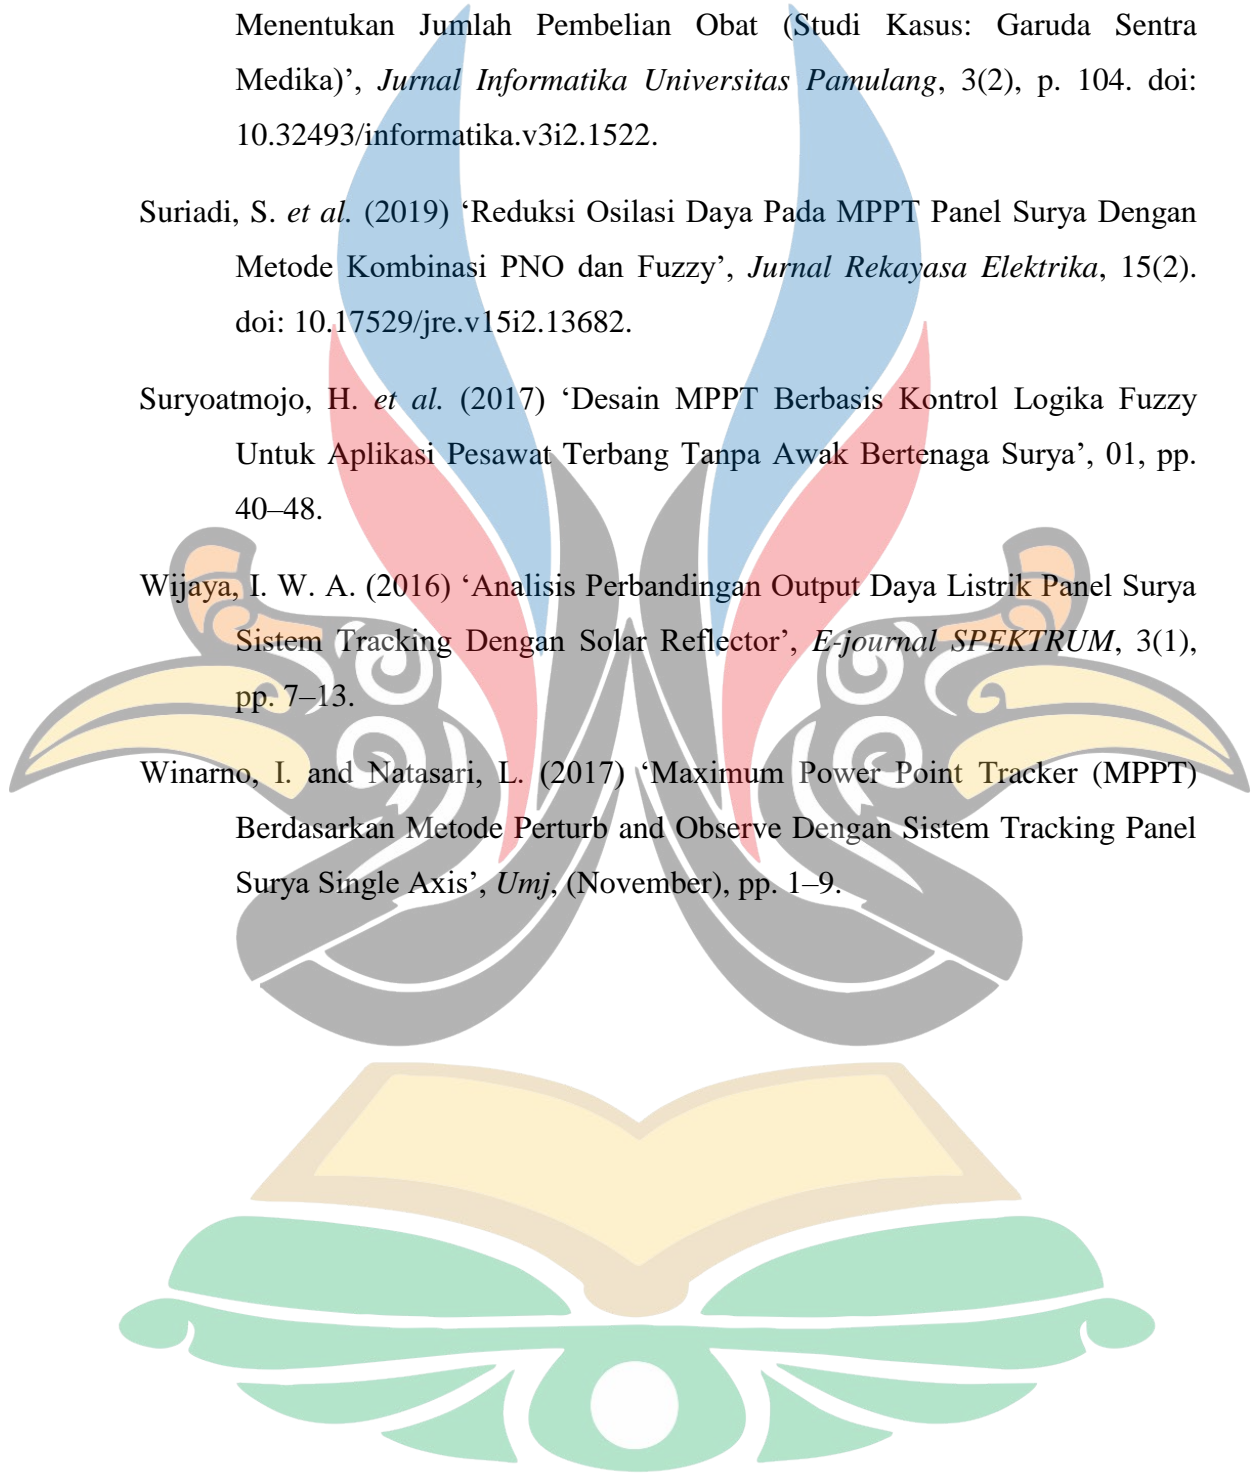 Menentukan Jumlah Pembelian Obat (Studi Kasus: Garuda Sentra
Medika)’, Jurnal Informatika Universitas Pamulang, 3(2), p. 104. doi:
10.32493/informatika.v3i2.1522.
Suriadi, S. et al. (2019) ‘Reduksi Osilasi Daya Pada MPPT Panel Surya Dengan
Metode Kombinasi PNO dan Fuzzy’, Jurnal Rekayasa Elektrika, 15(2).
doi: 10.17529/jre.v15i2.13682.
Suryoatmojo, H. et al. (2017) ‘Desain MPPT Berbasis Kontrol Logika Fuzzy
Untuk Aplikasi Pesawat Terbang Tanpa Awak Bertenaga Surya’, 01, pp.
40–48.
Wijaya, I. W. A. (2016) ‘Analisis Perbandingan Output Daya Listrik Panel Surya
Sistem Tracking Dengan Solar Reflector’, E-journal SPEKTRUM, 3(1),
pp. 7–13.
Winarno, I. and Natasari, L. (2017) ‘Maximum Power Point Tracker (MPPT)
Berdasarkan Metode Perturb and Observe Dengan Sistem Tracking Panel
Surya Single Axis’, Umj, (November), pp. 1–9.